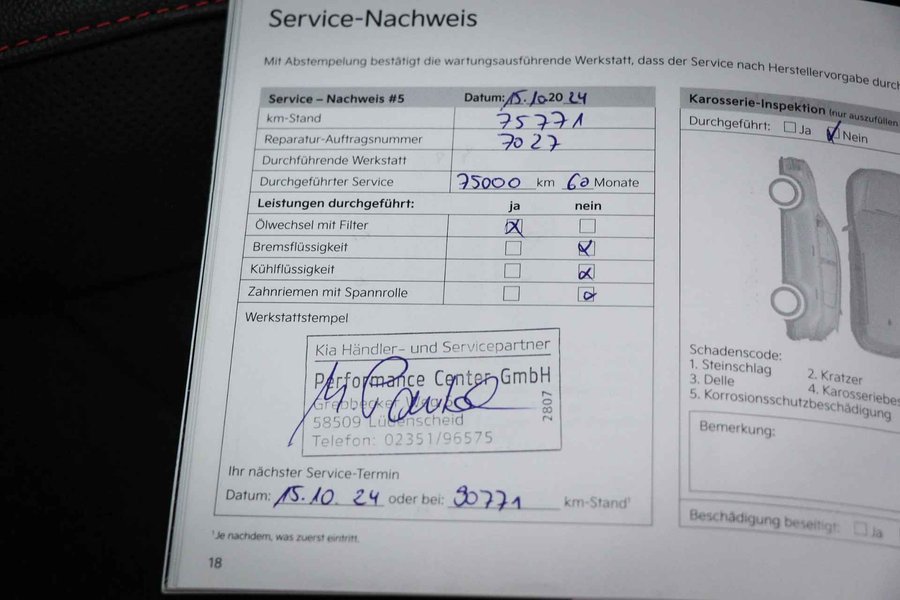 Service-Nachweis
Mit Abstempelung bestätigt die wartungsausführende Werkstatt, dass der Service nach Herstellervorgabe durch
Service – Nachweis #5 Datum: 15.10.2024
km-Stand 75771
Reparatur-Auftragsnummer 7027
Durchführende Werkstatt
Durchgeführter Service 75000 km 60 Monate
Leistungen durchgeführt: ja nein
Ölwechsel mit Filter
Bremsflüssigkeit
Kühlflüssigkeit
Zahnriemen mit Spannrolle
Werkstattstempel
Kia Händler- und Servicepartner
Performance Center GmbH
58509 Lüdenscheid
Telefon: 02351/96575
2807
Ihr nächster Service-Termin
Datum: 15.10.24 oder bei: 90771 km-Stand¹
¹Je nachdem, was zuerst eintritt.
18
Karosserie-Inspektion (nur auszufüllen
Durchgeführt: Ja Nein
Schadenscode:
1. Steinschlag 2. Kratzer
3. Delle 4. Karosseriebes
5. Korrosionsschutzbeschädigung
Bemerkung:
Beschädigung beseitigt: Ja